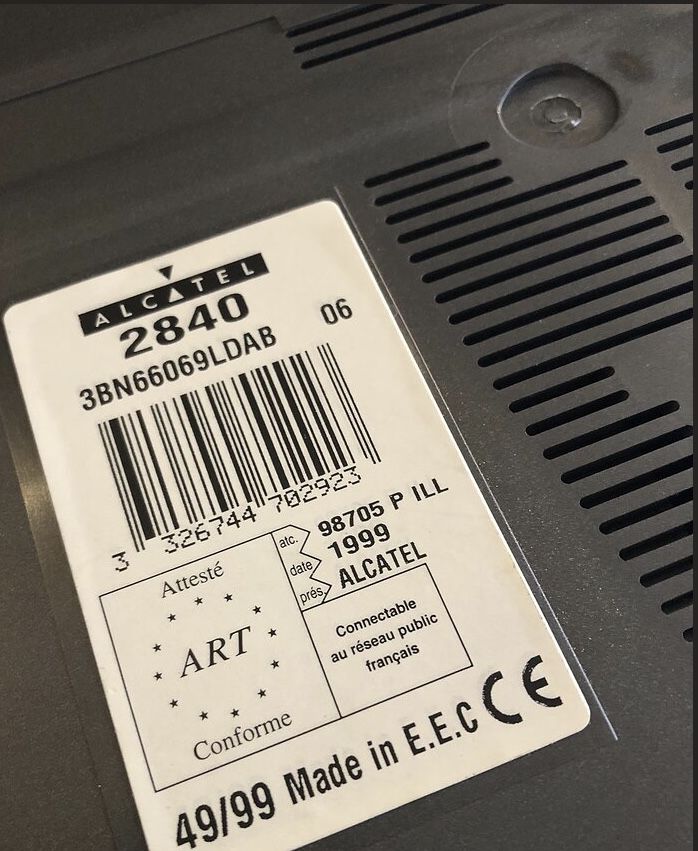 ALCATEL
2840
3BN66069LDAB 06
3 326744 702923
Attesté
ART
Conforme
atc. 98705 P ILL
date 1999
prés. ALCATEL
Connectable
au réseau public
français
49/99 Made in E.E.C CE